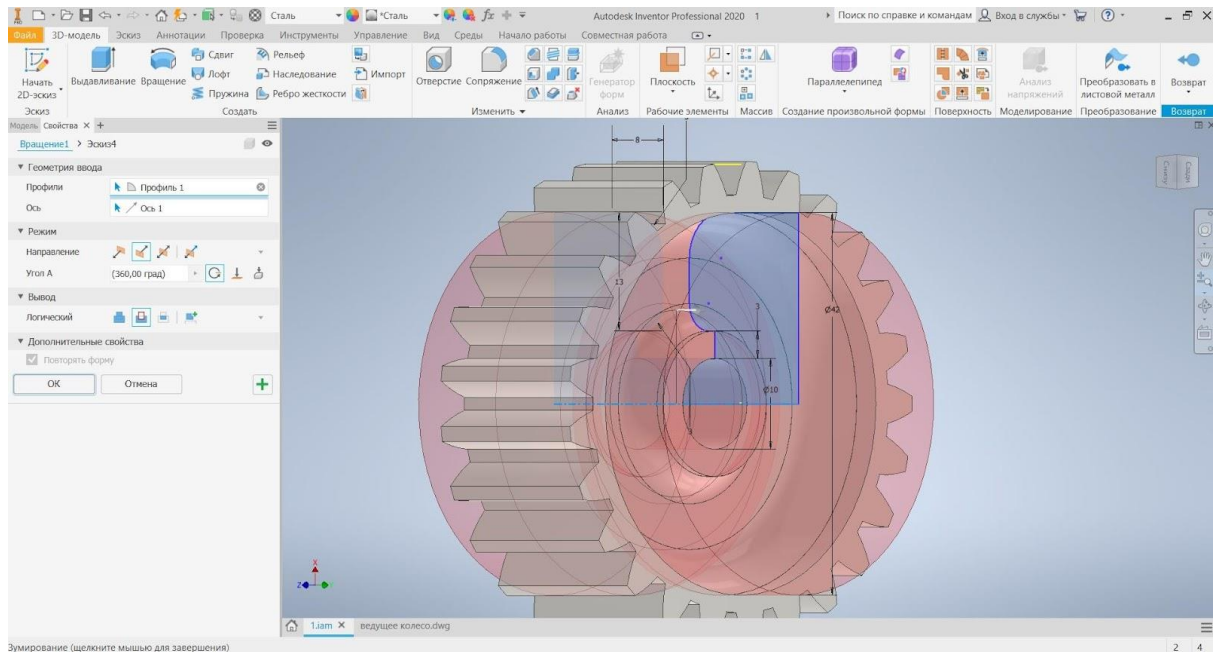 Сталь *Сталь Autodesk Inventor Professional 2020 1 Поиск по справке и командам Вход в службы
Файл 3D-модель Эскиз Аннотации Проверка Инструменты Управление Вид Среды Начало работы Совместная работа
Начать 2D-эскиз
Выдавливание Вращение
Сдвиг
Лофт
Пружина
Рельеф
Наследование
Ребро жесткости
Импорт
Отверстие Сопряжение
Генератор форм
Плоскость
Параллелепипед
Анализ напряжений
Преобразовать в листовой металл
Возврат
Эскиз Создать Изменить Анализ Рабочие элементы Массив Создание произвольной формы Поверхность Моделирование Преобразование Возврат
Модель Свойства × +
Вращение1 > Эскиз4
Геометрия ввода
Профили Профиль 1
Ось Ось 1
Режим
Направление
Угол A (360,00 град)
Вывод
Логический
Дополнительные свойства
Повторять форму
ОК Отмена
8
13
3
Ø42
Ø10
3
X
Z
Снизу
Слади
1.iam × ведущее колесо.dwg
Зумирование (щелкните мышью для завершения) 2 4